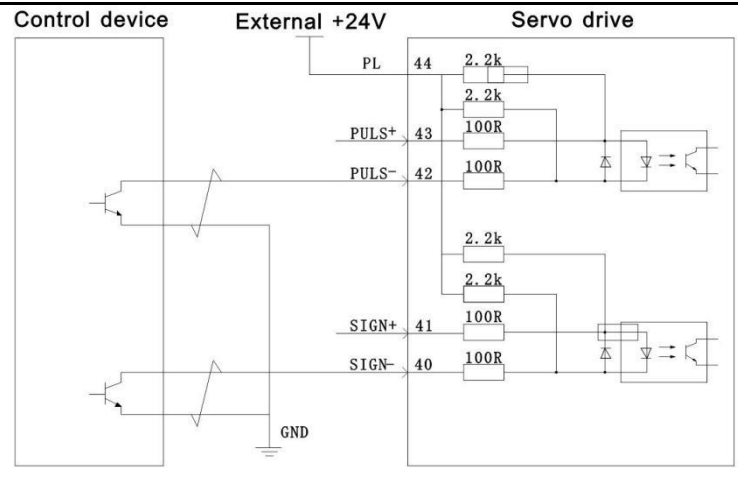 Control device External +24V Servo drive
PL 44 2.2k
2.2k
PULS+ 43 100R
PULS- 42 100R
2.2k
2.2k
SIGN+ 41 100R
SIGN- 40 100R
GND